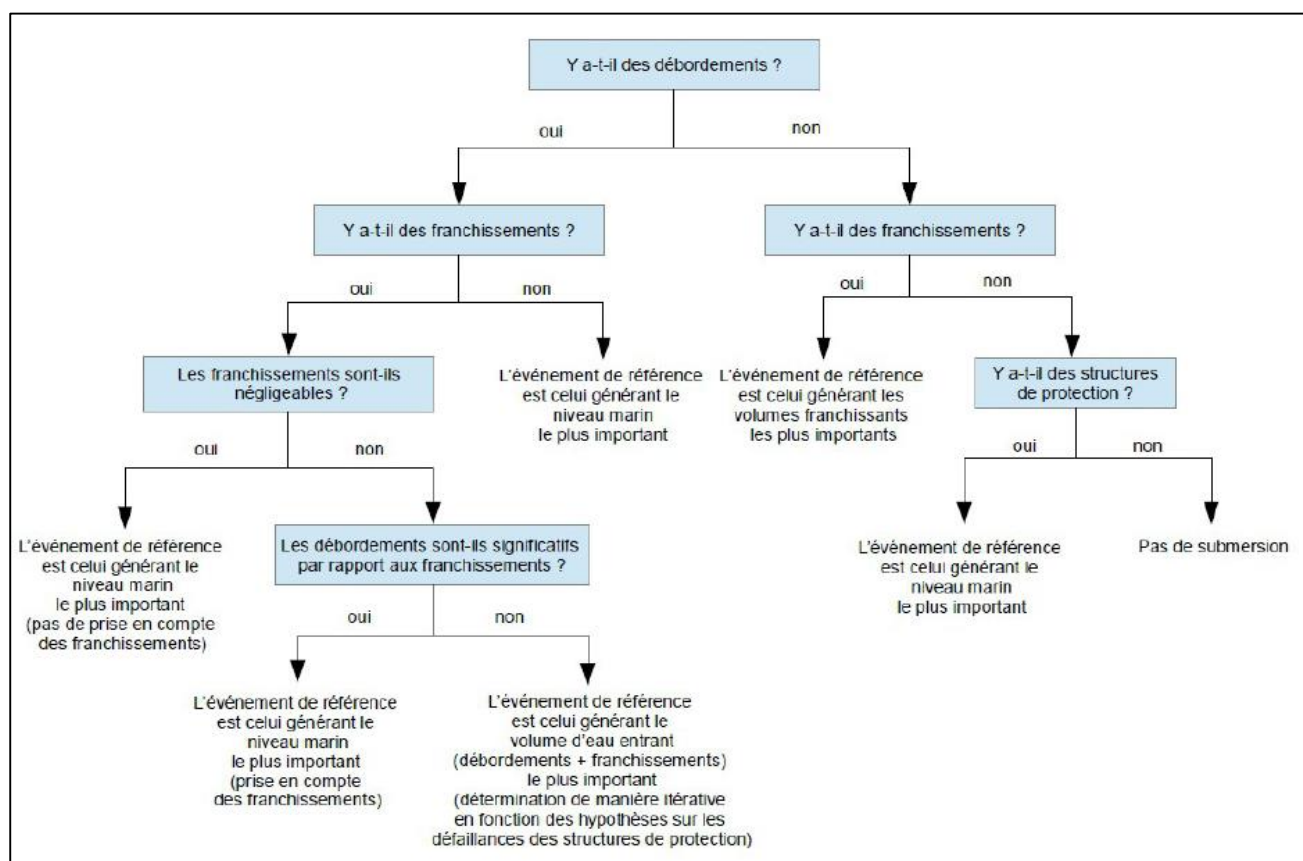 Y a-t-il des débordements ?
oui
non
Y a-t-il des franchissements ?
Y a-t-il des franchissements ?
oui
non
oui
non
Les franchissements sont-ils
négligeables ?
L'événement de référence
est celui générant le
niveau marin
le plus important
L'événement de référence
est celui générant les
volumes franchissants
les plus importants
Y a-t-il des structures
de protection ?
oui
non
oui
non
L'événement de référence
est celui générant le
niveau marin
le plus important
(pas de prise en compte
des franchissements)
Les débordements sont-ils significatifs
par rapport aux franchissements ?
L'événement de référence
est celui générant le
niveau marin
le plus important
Pas de submersion
oui
non
L'événement de référence
est celui générant le
niveau marin
le plus important
(prise en compte
des franchissements)
L'événement de référence
est celui générant le
volume d'eau entrant
(débordements + franchissements)
le plus important
(détermination de manière itérative
en fonction des hypothèses sur les
défaillances des structures de protection)